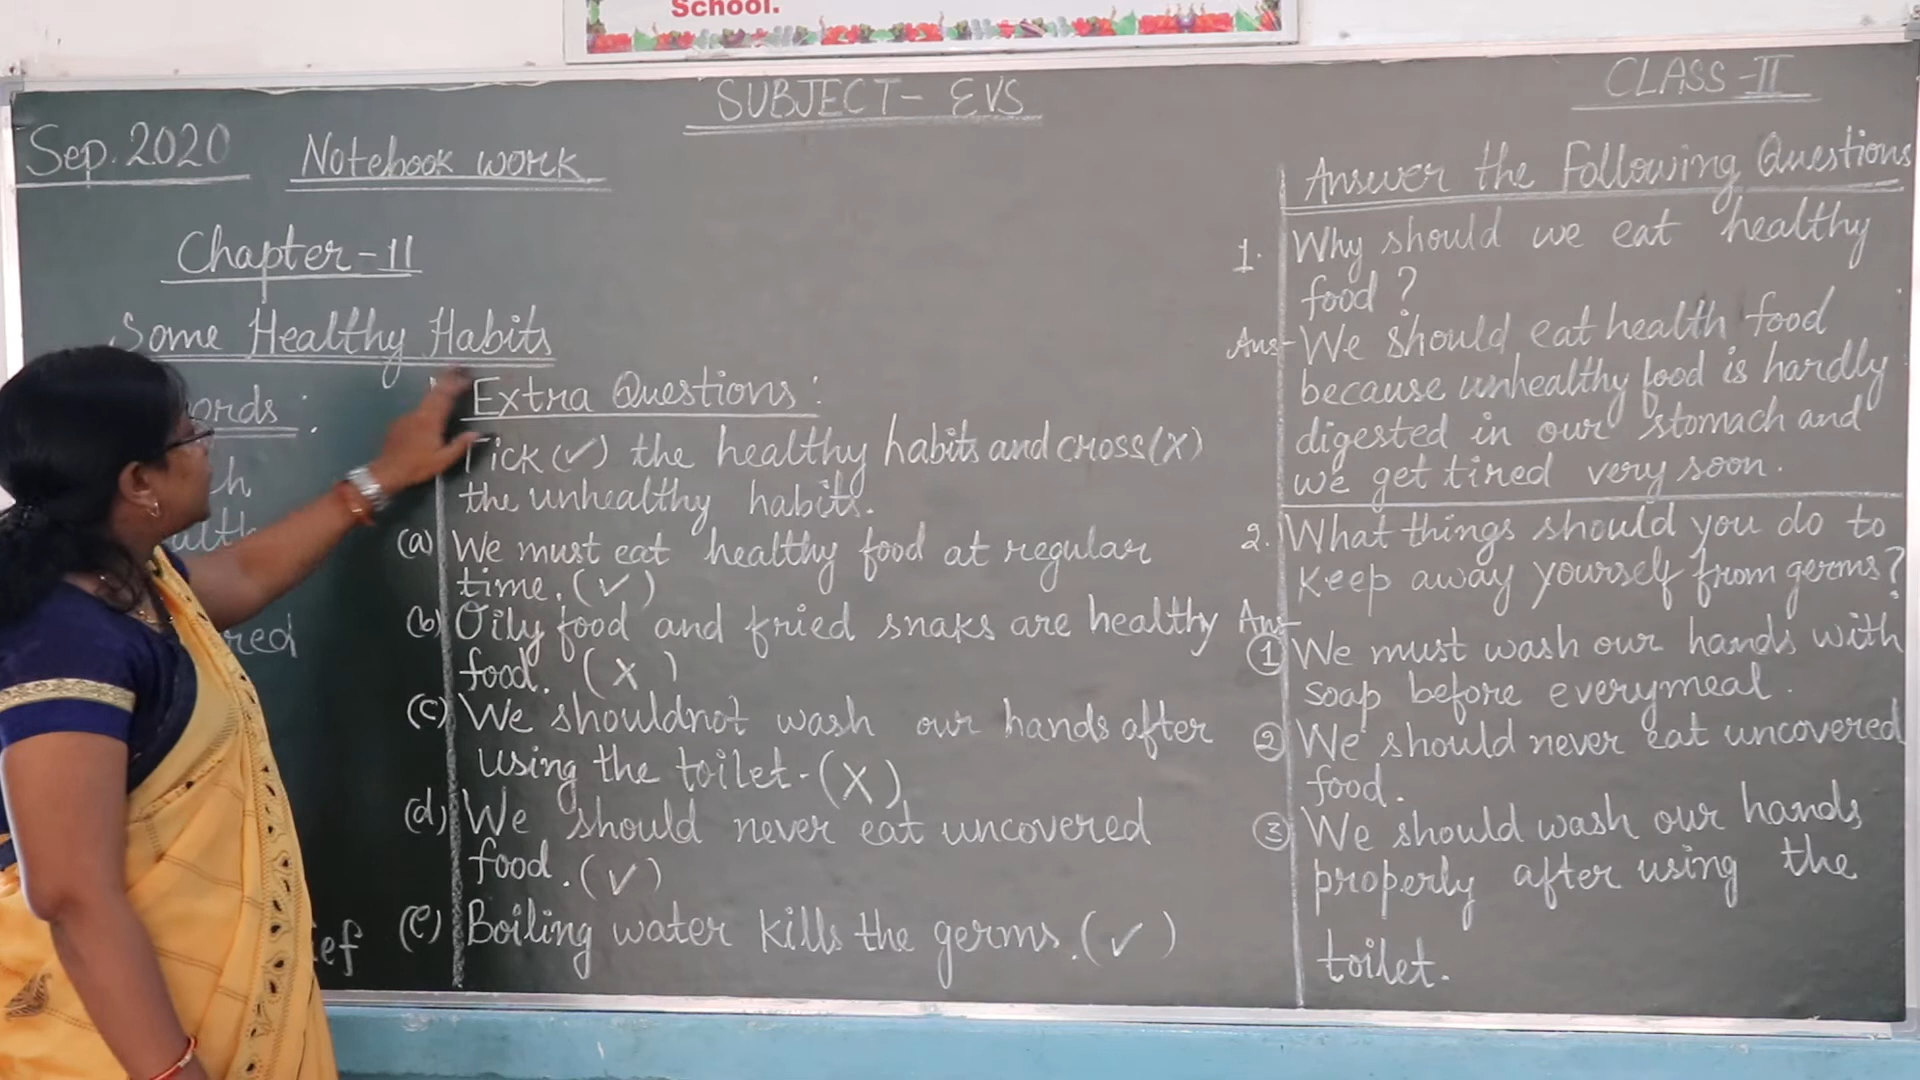 School.
SUBJECT- EVS
CLASS-II
Sep. 2020
Notebook work
Chapter-11
Some Healthy Habits
Extra Questions:
Tick(✓) the healthy habits and cross(X)
the unhealthy habits.
(a) We must eat healthy food at regular
time. (✓)
(b) Oily food and fried snaks are healthy
food. (X)
(c) We shouldnot wash our hands after
using the toilet-(X)
(d) We should never eat uncovered
food. (✓)
(e) Boiling water kills the germs. (✓)
Answer the Following Questions
1. Why should we eat healthy
food?
Ans- We should eat health food
because unhealthy food is hardly
digested in our stomach and
we get tired very soon.
2. What things should you do to
keep away yourself from germs?
Ans-
① We must wash our hands with
soap before everymeal.
② We should never eat uncovered
food.
③ We should wash our hands
properly after using the
toilet.